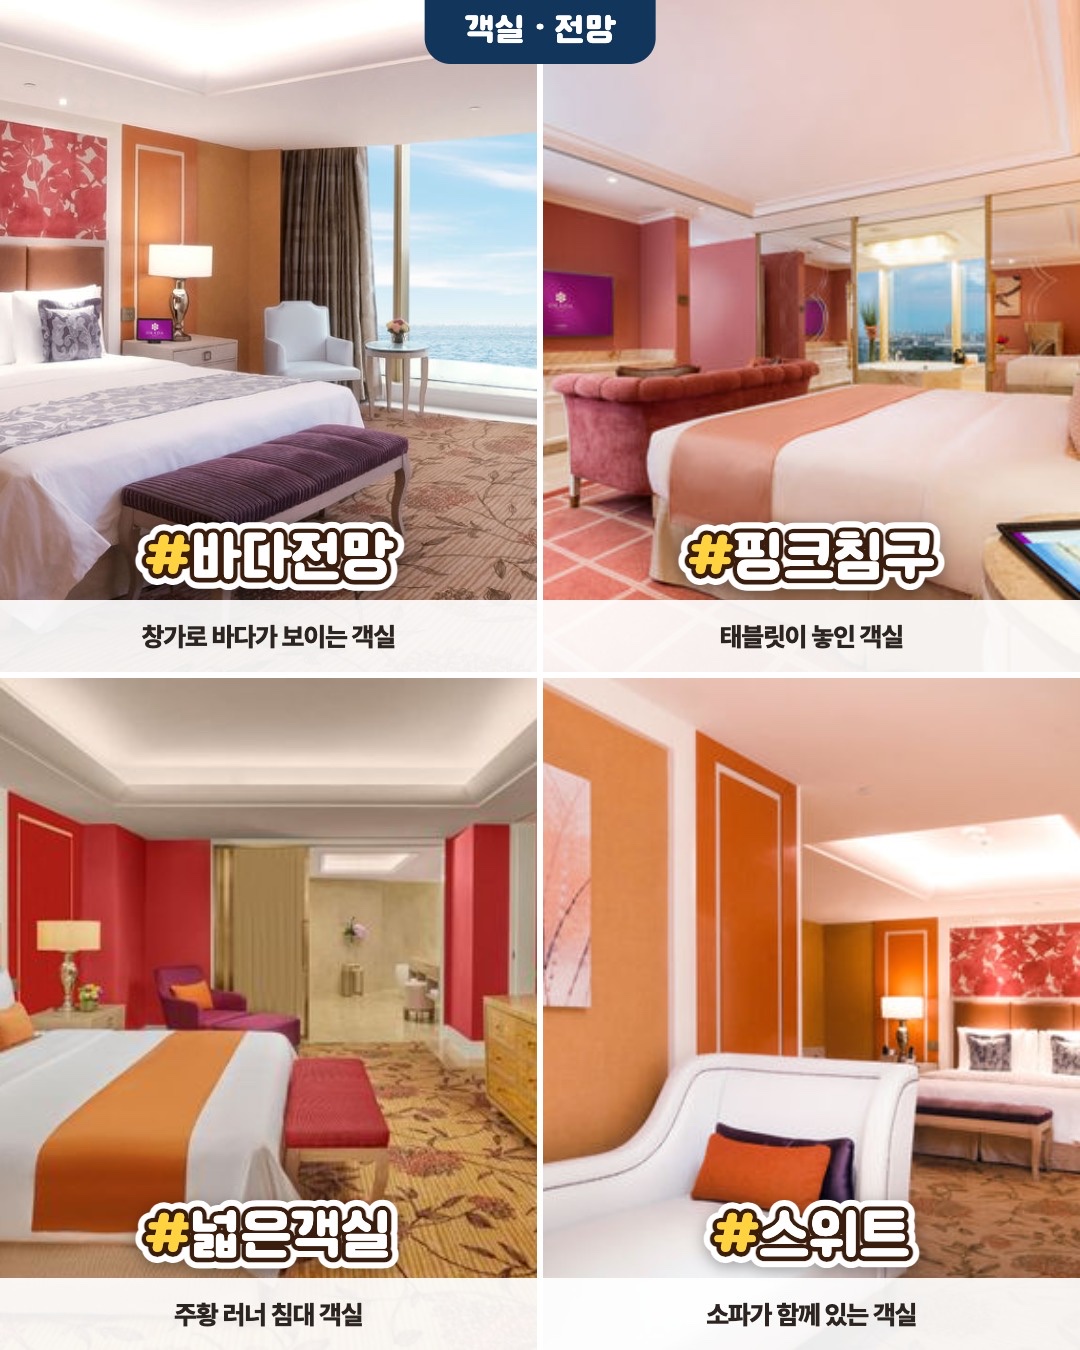 객실 · 전망
#바다전망
창가로 바다가 보이는 객실
#핑크침구
태블릿이 놓인 객실
#넓은객실
주황 러너 침대 객실
#스위트
소파가 함께 있는 객실